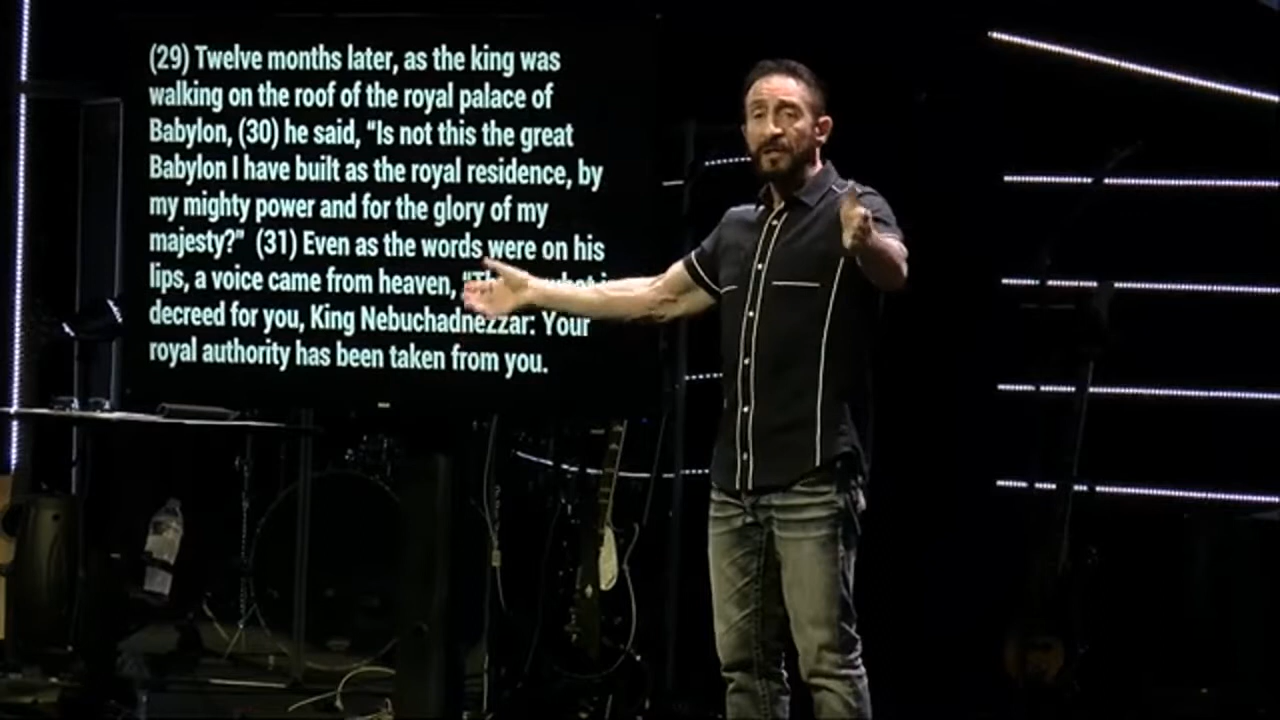 (29) Twelve months later, as the king was
walking on the roof of the royal palace of
Babylon, (30) he said, “Is not this the great
Babylon I have built as the royal residence, by
my mighty power and for the glory of my
majesty?” (31) Even as the words were on his
lips, a voice came from heaven,
decreed for you, King Nebuchadnezzar: Your
royal authority has been taken from you.